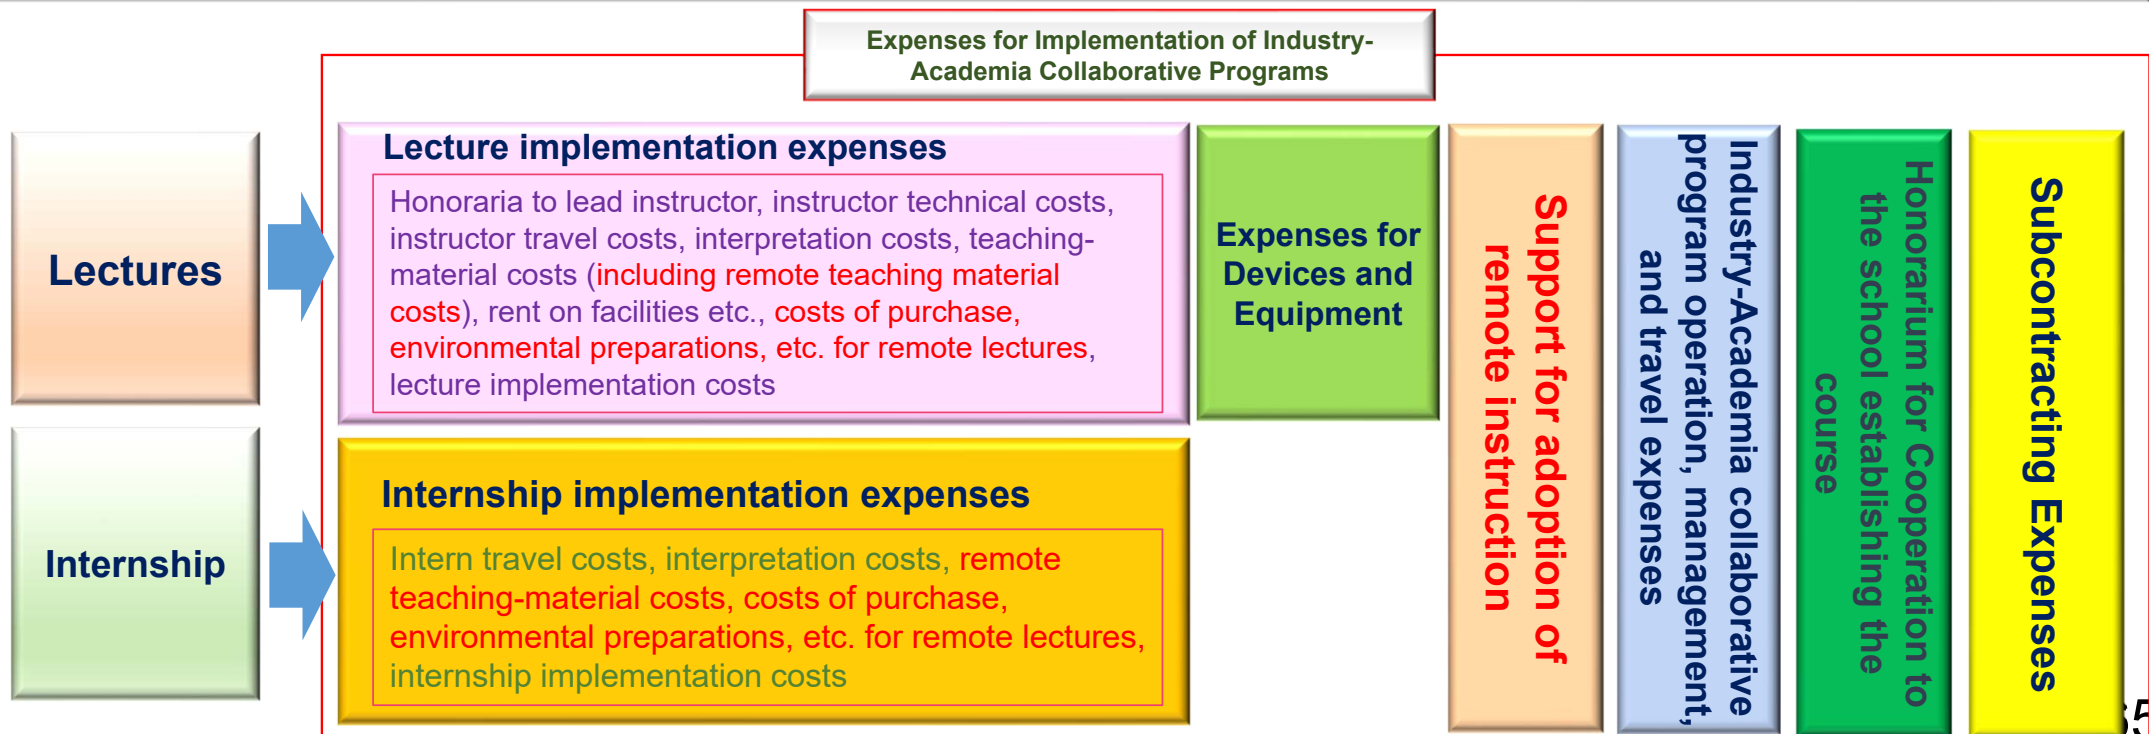 Expenses for Implementation of Industry-
Academia Collaborative Programs
Lectures
Lecture implementation expenses
Honoraria to lead instructor, instructor technical costs,
instructor travel costs, interpretation costs, teaching-
material costs (including remote teaching material
costs), rent on facilities etc., costs of purchase,
environmental preparations, etc. for remote lectures,
lecture implementation costs
Expenses for
Devices and
Equipment
Support for adoption of
remote instruction
Industry-Academia collaborative
program operation, management,
and travel expenses
Honorarium for Cooperation to
the school establishing the
course
Subcontracting Expenses
Internship
Internship implementation expenses
Intern travel costs, interpretation costs, remote
teaching-material costs, costs of purchase,
environmental preparations, etc. for remote lectures,
internship implementation costs